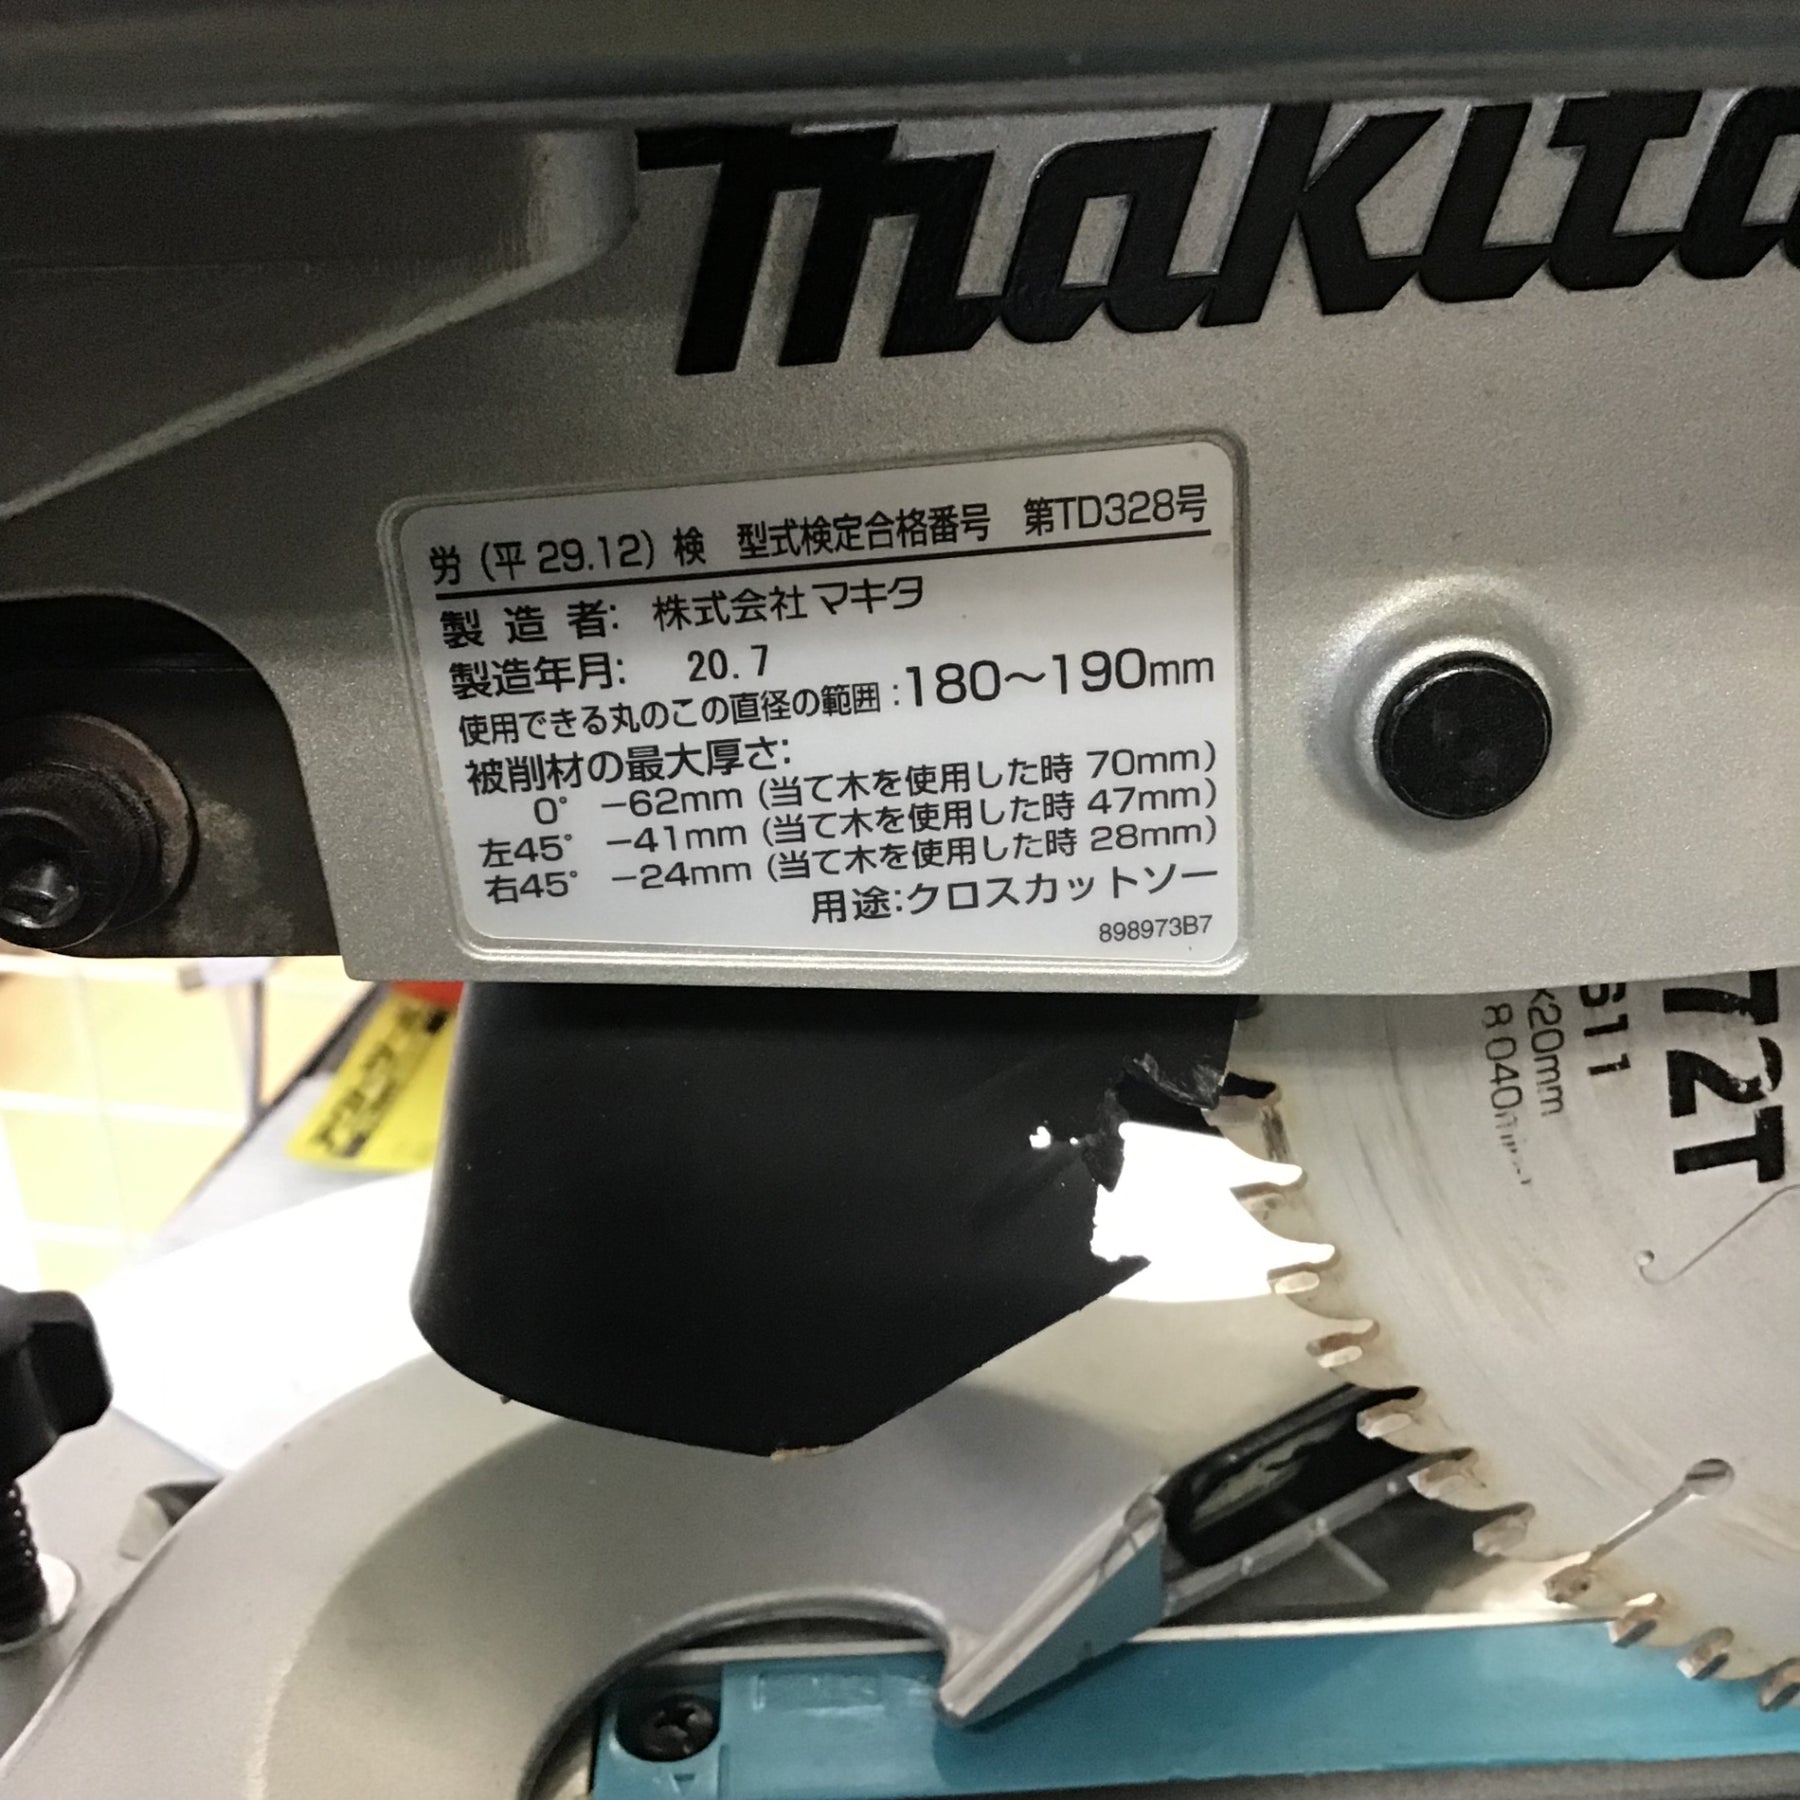 makita
労 (平 29.12) 検 型式検定合格番号 第TD328号
製 造 者: 株式会社マキタ
製造年月: 20.7
使用できる丸のこの直径の範囲:180〜190mm
被削材の最大厚さ:
0° −62mm (当て木を使用した時 70mm)
左45° −41mm (当て木を使用した時 47mm)
右45° −24mm (当て木を使用した時 28mm)
用途:クロスカットソー
898973B7
72T
611
20mm